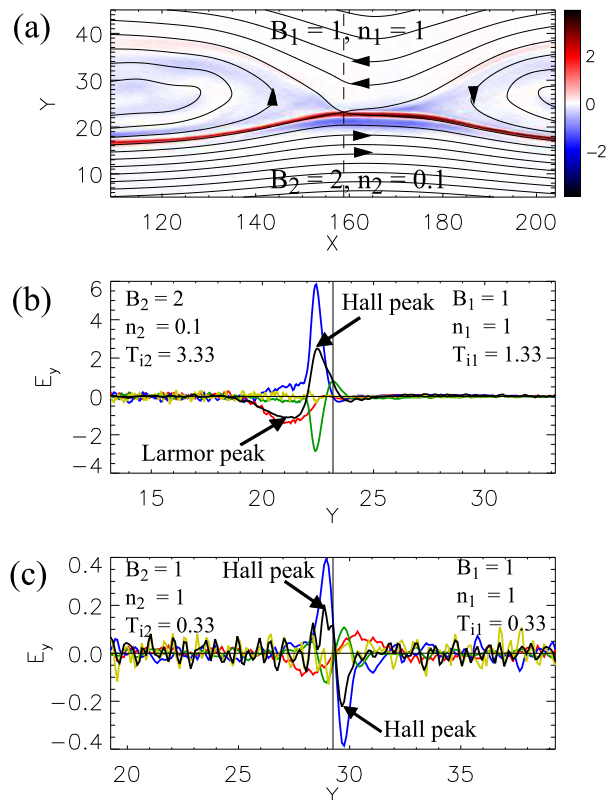 (a)
B1 = 1, n1 = 1
B2 = 2, n2 = 0.1
Y
40
30
20
10
120 140 160 180 200
X
2
0
−2
(b)
B2 = 2
n2 = 0.1
Ti2 = 3.33
Hall peak
B1 = 1
n1 = 1
Ti1 = 1.33
Larmor peak
Ey
6
4
2
0
−2
−4
15 20 25 30
Y
(c)
B2 = 1
n2 = 1
Ti2 = 0.33
Hall peak
B1 = 1
n1 = 1
Ti1 = 0.33
Hall peak
Ey
0.4
0.2
0.0
−0.2
−0.4
20 25 30 35
Y